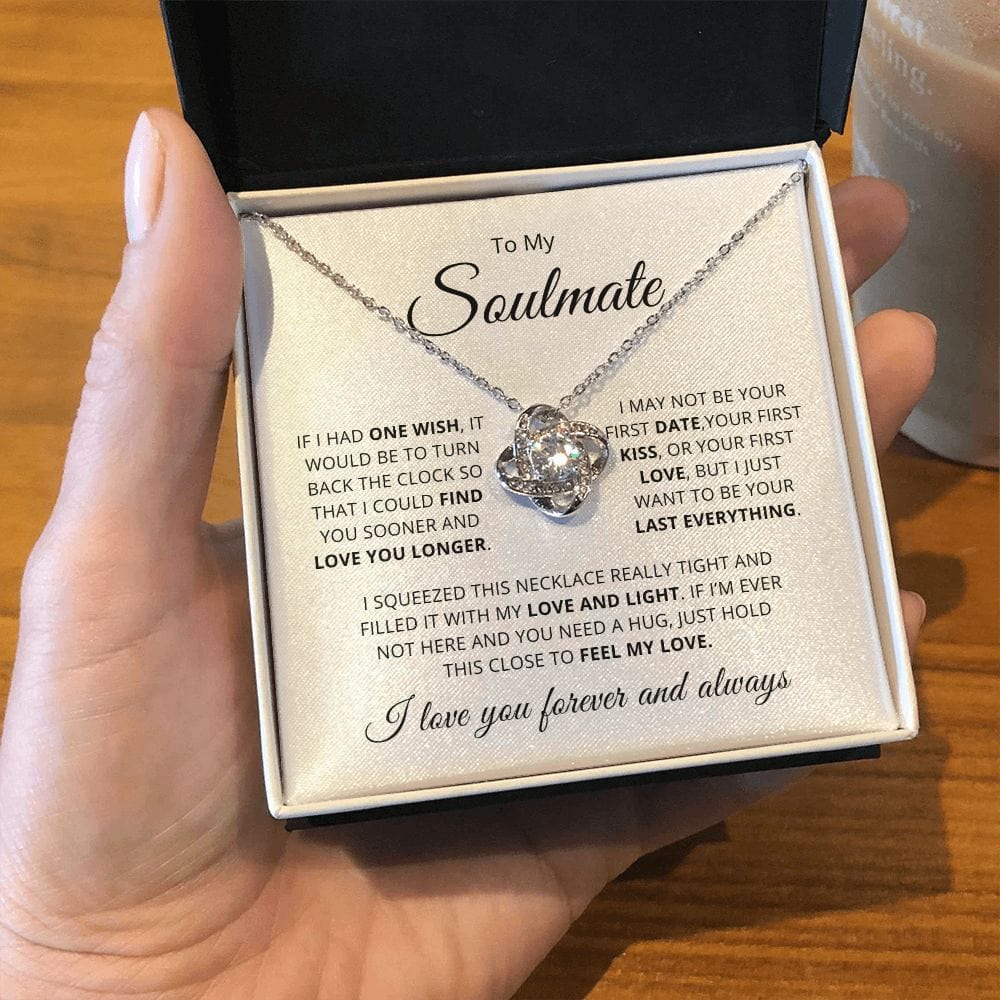 To My
Soulmate
IF I HAD ONE WISH, IT
WOULD BE TO TURN
BACK THE CLOCK SO
THAT I COULD FIND
YOU SOONER AND
LOVE YOU LONGER.
I MAY NOT BE YOUR
FIRST DATE,YOUR FIRST
KISS, OR YOUR FIRST
LOVE, BUT I JUST
WANT TO BE YOUR
LAST EVERYTHING.
I SQUEEZED THIS NECKLACE REALLY TIGHT AND
FILLED IT WITH MY LOVE AND LIGHT. IF I’M EVER
NOT HERE AND YOU NEED A HUG, JUST HOLD
THIS CLOSE TO FEEL MY LOVE.
I love you forever and always
day